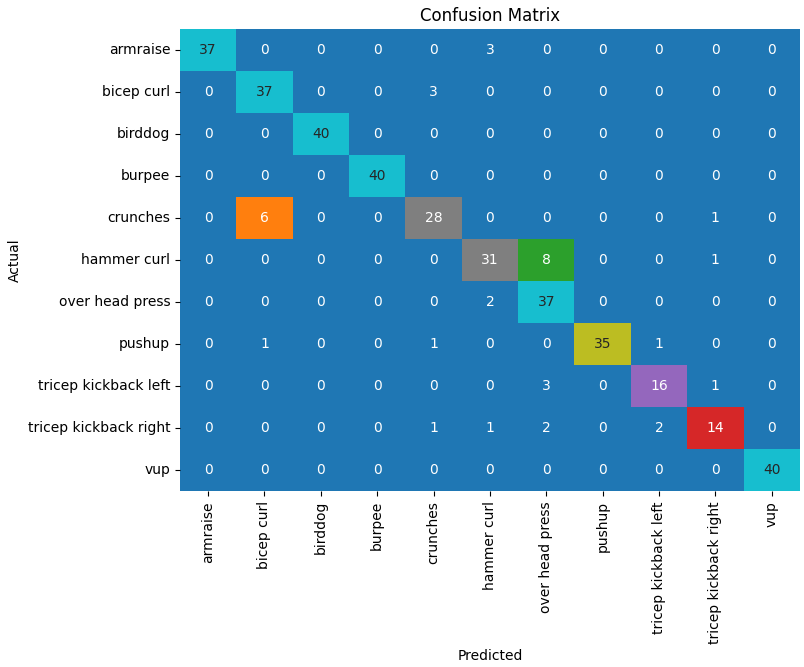 Confusion Matrix
armraise 37 0 0 0 0 3 0 0 0 0 0
bicep curl 0 37 0 0 3 0 0 0 0 0 0
birddog 0 0 40 0 0 0 0 0 0 0 0
burpee 0 0 0 40 0 0 0 0 0 0 0
crunches 0 6 0 0 28 0 0 0 0 1 0
hammer curl 0 0 0 0 0 31 8 0 0 1 0
over head press 0 0 0 0 0 2 37 0 0 0 0
pushup 0 1 0 0 1 0 0 35 1 0 0
tricep kickback left 0 0 0 0 0 0 3 0 16 1 0
tricep kickback right 0 0 0 0 1 1 2 0 2 14 0
vup 0 0 0 0 0 0 0 0 0 0 40
Actual
armraise
bicep curl
birddog
burpee
crunches
hammer curl
over head press
pushup
tricep kickback left
tricep kickback right
vup
Predicted